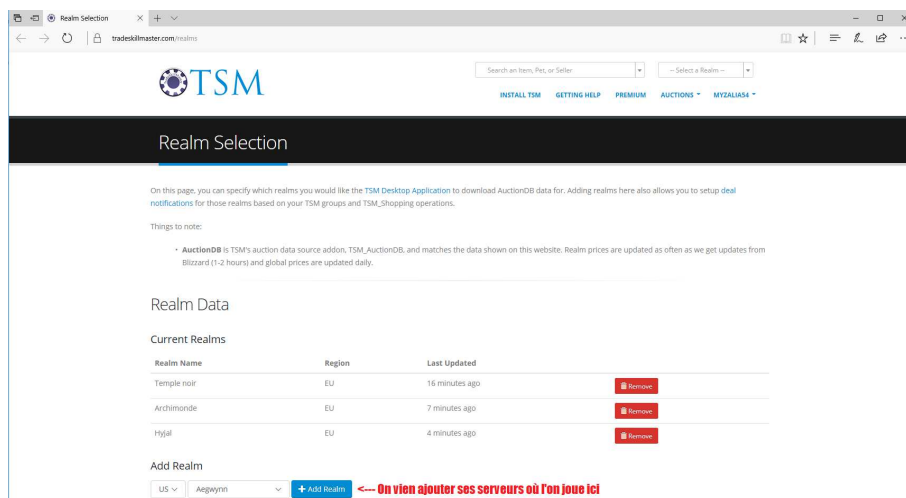 Realm Selection
tradeskillmaster.com/realms
TSM
Search an Item, Pet, or Seller
-- Select a Realm --
INSTALL TSM GETTING HELP PREMIUM AUCTIONS MYZALIA54
Realm Selection
On this page, you can specify which realms you would like the TSM Desktop Application to download AuctionDB data for. Adding realms here also allows you to setup deal
notifications for those realms based on your TSM groups and TSM_Shopping operations.
Things to note:
• AuctionDB is TSM's auction data source addon, TSM_AuctionDB, and matches the data shown on this website. Realm prices are updated as often as we get updates from
Blizzard (1-2 hours) and global prices are updated daily.
Realm Data
Current Realms
Realm Name Region Last Updated
Temple noir EU 16 minutes ago Remove
Archimonde EU 7 minutes ago Remove
Hyjal EU 4 minutes ago Remove
Add Realm
US Aegwynn + Add Realm <--- On vien ajouter ses serveurs où l'on joue ici